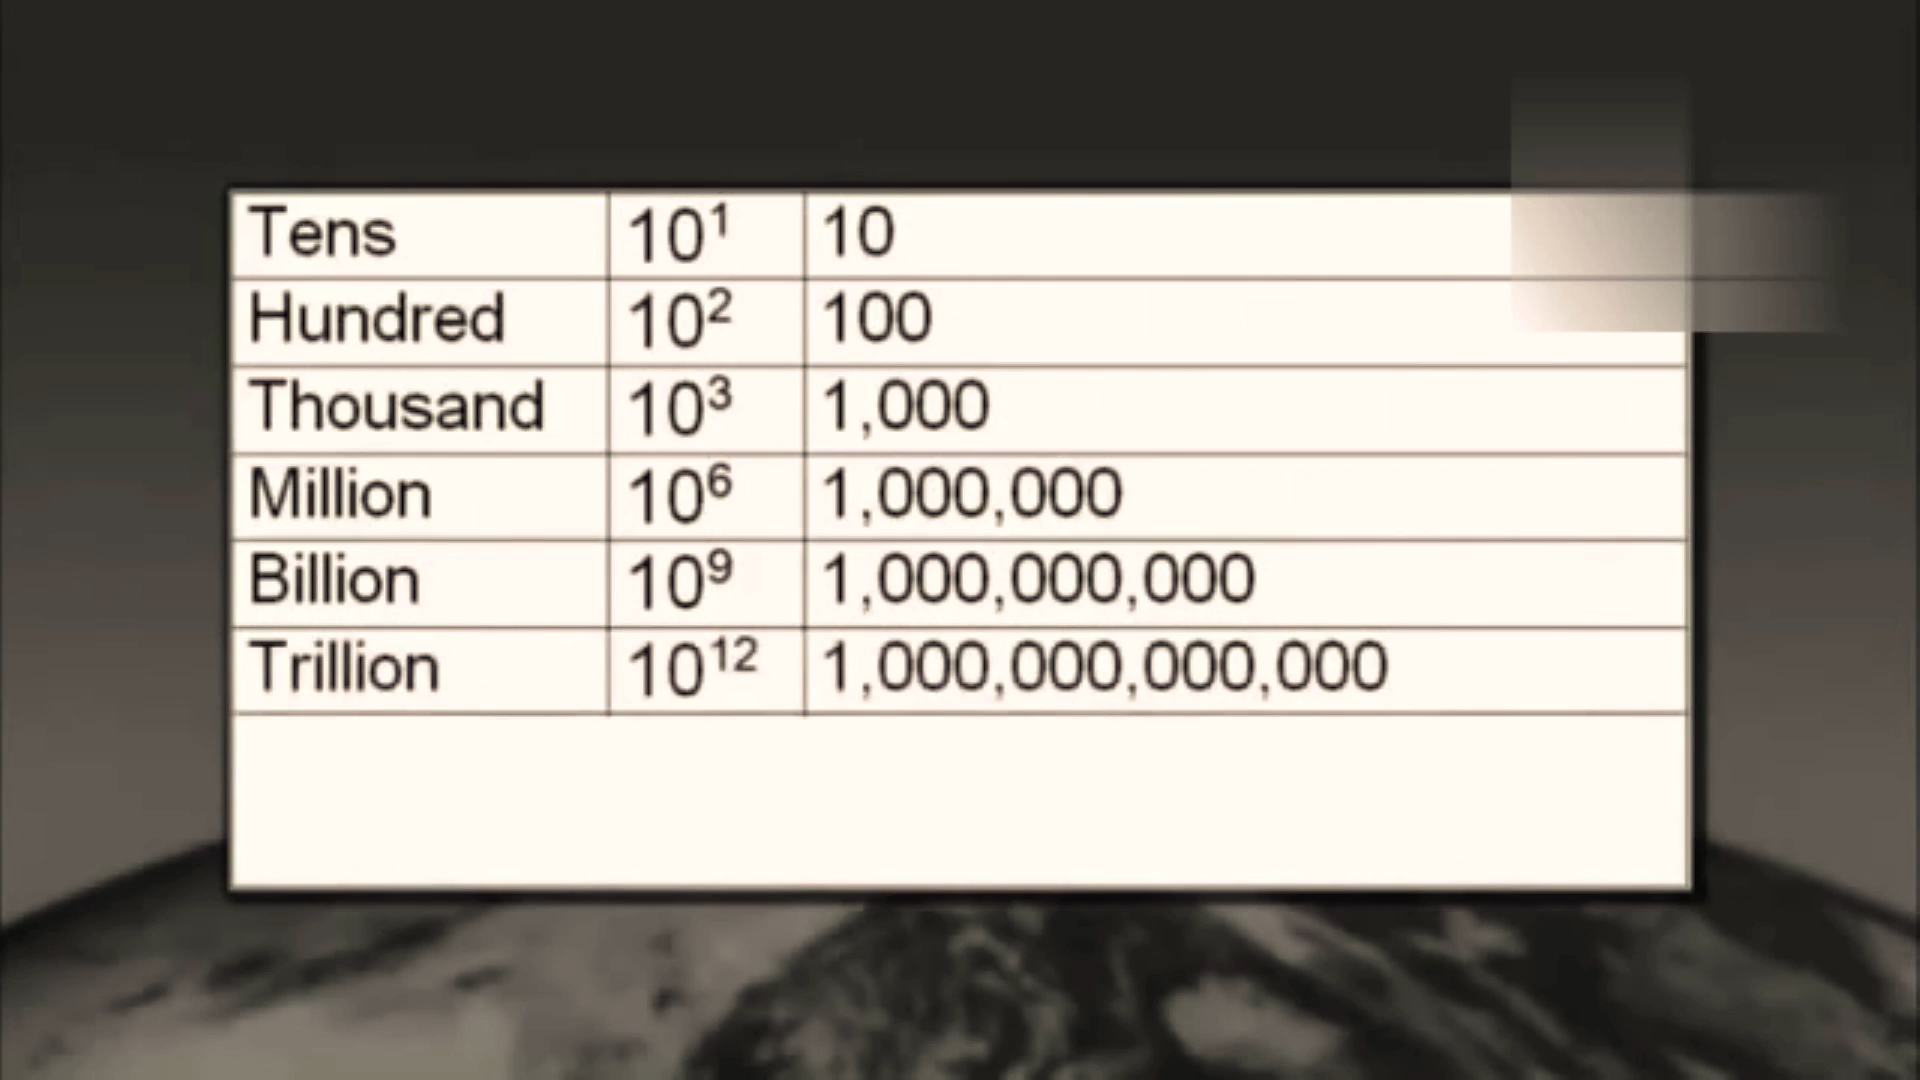 Tens 10¹ 10
Hundred 10² 100
Thousand 10³ 1,000
Million 10⁶ 1,000,000
Billion 10⁹ 1,000,000,000
Trillion 10¹² 1,000,000,000,000